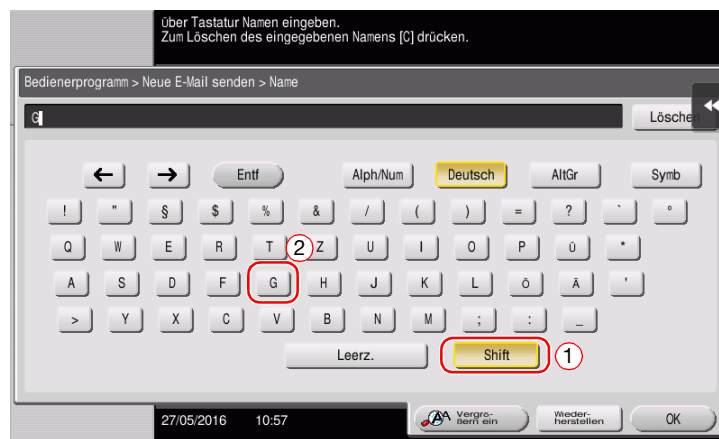 über Tastatur Namen eingeben.
Zum Löschen des eingegebenen Namens [C] drücken.
Bedienerprogramm > Neue E-Mail senden > Name
G
Lösche
Entf Alph/Num Deutsch AltGr Symb
! " § $ % & / ( ) = ? ` °
Q W E R T 2 Z U I O P Ü *
A S D F G H J K L Ö Ä '
> Y X C V B N M ; : _
Leerz. Shift 1
27/05/2016 10:57
AA Vergrö-
ßern ein
Wieder-
herstellen
OK